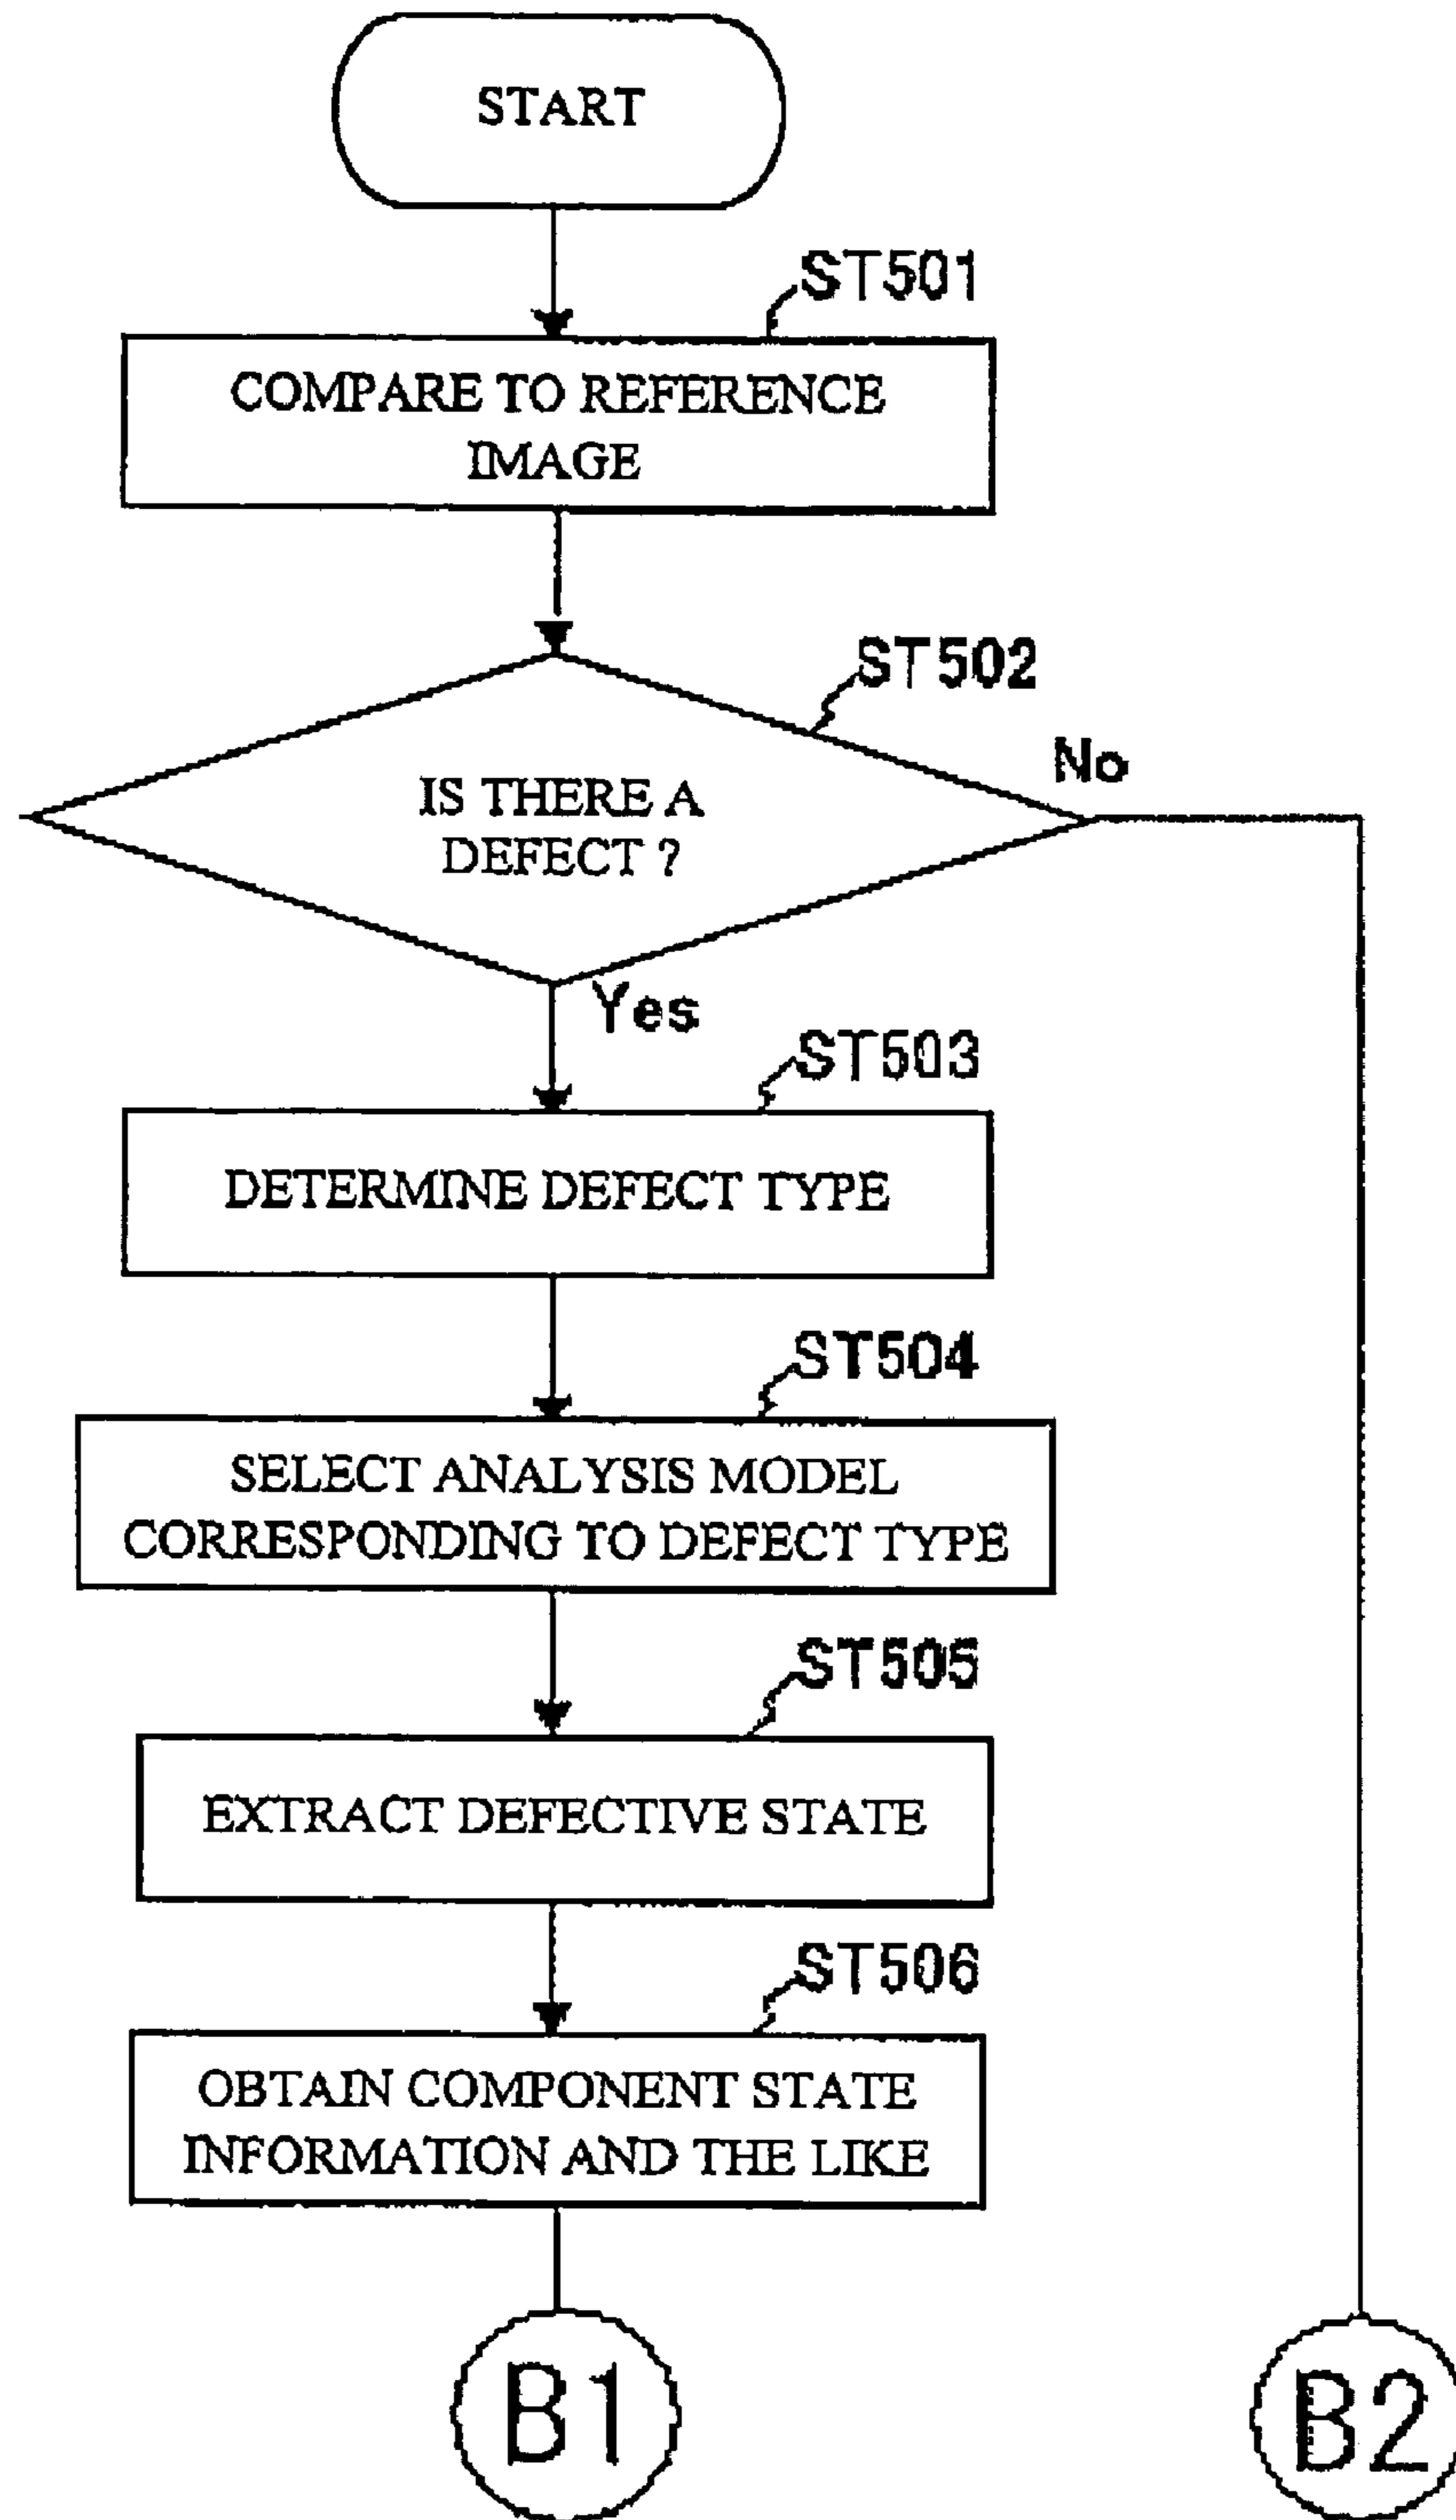 START
ST501
COMPARE TO REFERENCE
IMAGE
ST502
No
IS THERE A
DEFECT ?
Yes
ST503
DETERMINE DEFECT TYPE
ST504
SELECT ANALYSIS MODEL
CORRESPONDING TO DEFECT TYPE
ST505
EXTRACT DEFECTIVE STATE
ST506
OBTAIN COMPONENT STATE
INFORMATION AND THE LIKE
B1
B2